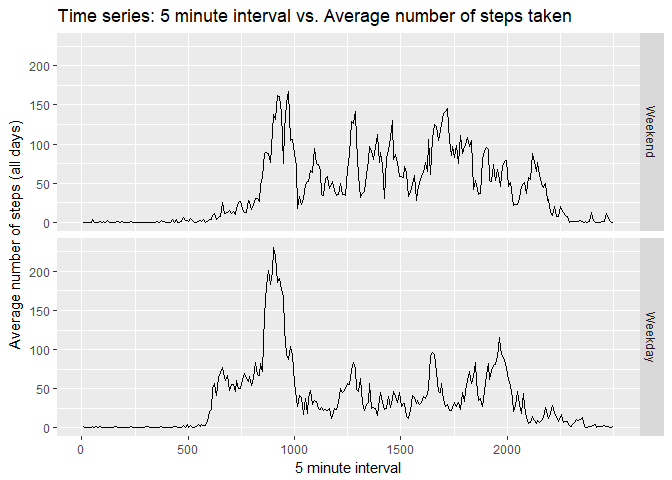 Time series: 5 minute interval vs. Average number of steps taken
Average number of steps (all days)
200
150
100
50
0
Weekend
200
150
100
50
0
Weekday
0 500 1000 1500 2000
5 minute interval